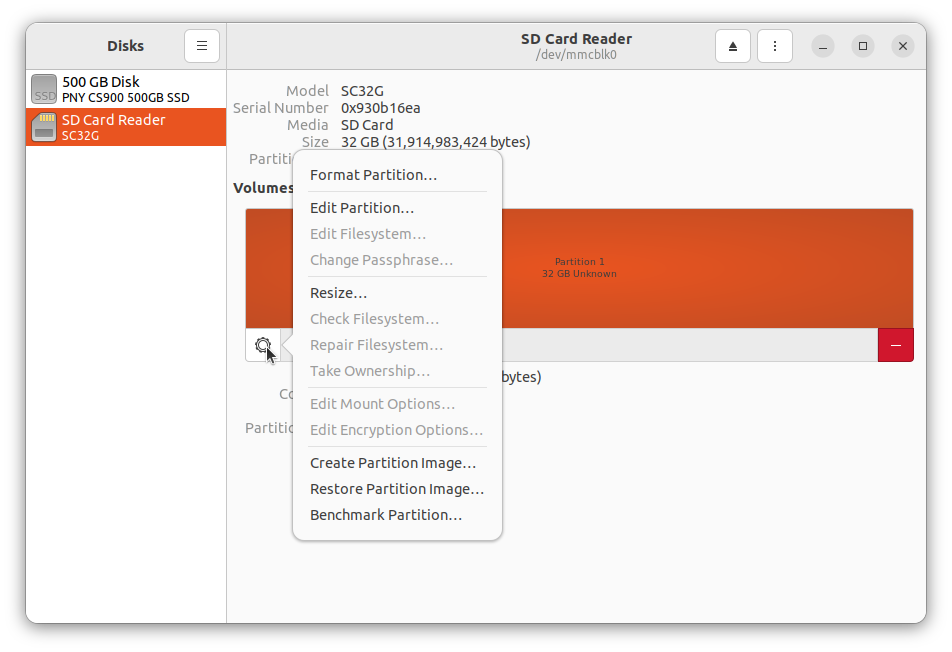 Disks
SD Card Reader
/dev/mmcblk0
SSD
500 GB Disk
PNY CS900 500GB SSD
SD Card Reader
SC32G
Model SC32G
Serial Number 0x930b16ea
Media SD Card
Size 32 GB (31,914,983,424 bytes)
Partiti
Volumes
Partition 1
32 GB Unknown
bytes)
Co
Partitio
Format Partition…
Edit Partition…
Edit Filesystem…
Change Passphrase…
Resize…
Check Filesystem…
Repair Filesystem…
Take Ownership…
Edit Mount Options…
Edit Encryption Options…
Create Partition Image…
Restore Partition Image…
Benchmark Partition…